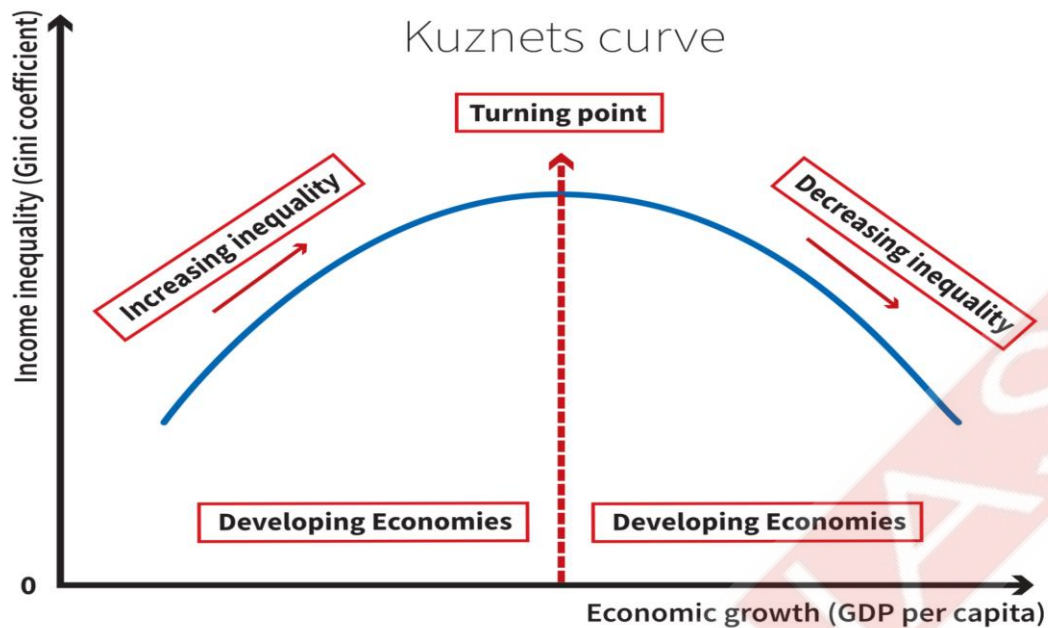 Kuznets curve
Turning point
Increasing inequality
Decreasing inequality
Income inequality (Gini coefficient)
Developing Economies
Developing Economies
0
Economic growth (GDP per capita)